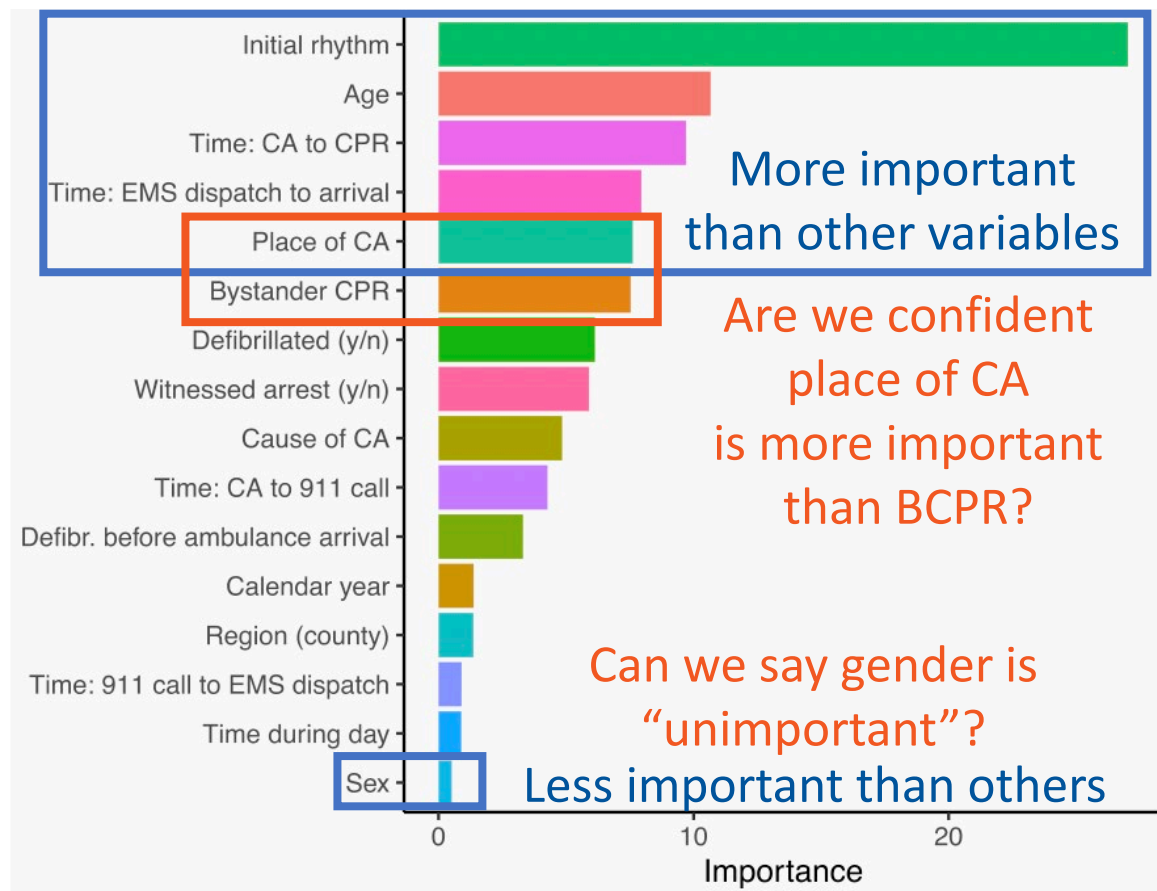 Initial rhythm
Age
Time: CA to CPR
Time: EMS dispatch to arrival
Place of CA
Bystander CPR
Defibrillated (y/n)
Witnessed arrest (y/n)
Cause of CA
Time: CA to 911 call
Defibr. before ambulance arrival
Calendar year
Region (county)
Time: 911 call to EMS dispatch
Time during day
Sex
More important
than other variables
Are we confident
place of CA
is more important
than BCPR?
Can we say gender is
“unimportant”?
Less important than others
0
10
20
Importance